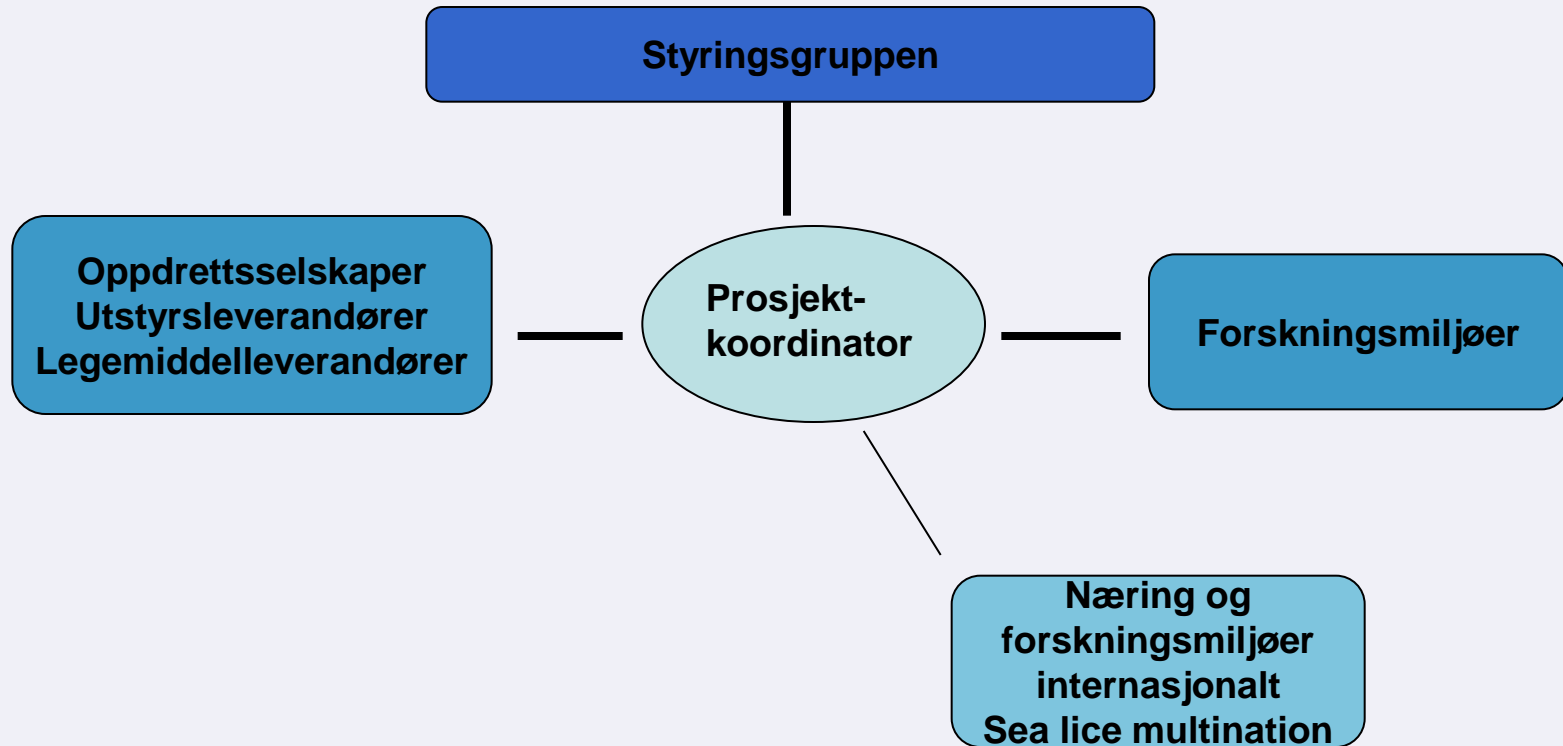 Styringsgruppen
Oppdrettsselskaper
Utstyrsleverandører
Legemiddelleverandører
Prosjekt-
koordinator
Forskningsmiljøer
Næring og
forskningsmiljøer
internasjonalt
Sea lice multination